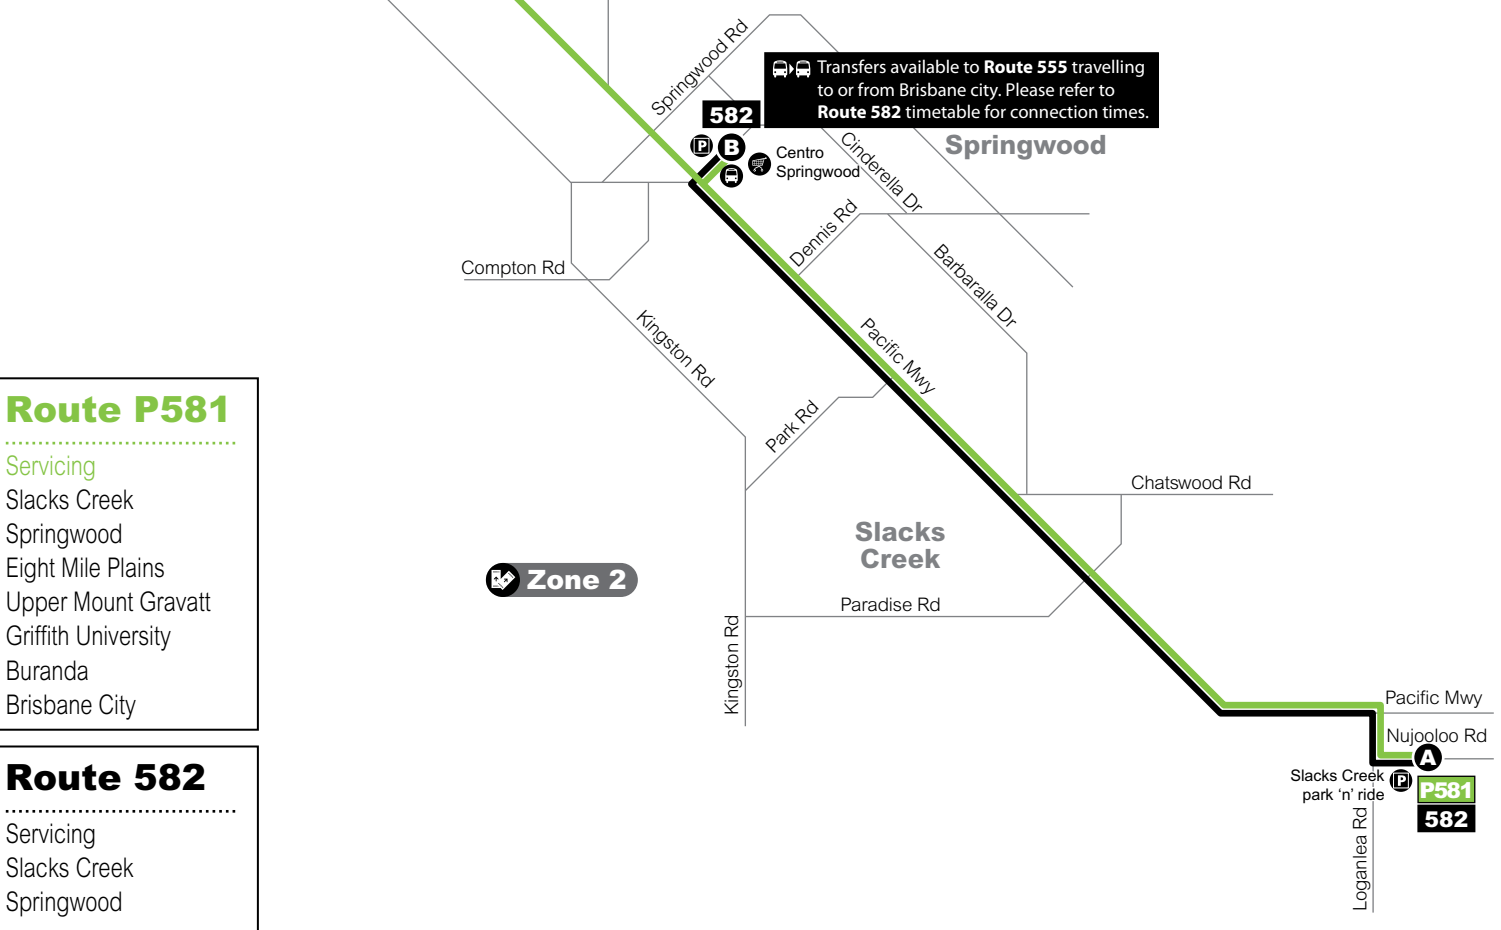 Springwood Rd
Transfers available to Route 555 travelling
to or from Brisbane city. Please refer to
Route 582 timetable for connection times.
582
P
B
Centro
Springwood
Cinderella Dr
Springwood
Dennis Rd
Compton Rd
Barbaralla Dr
Kingston Rd
Pacific Mwy
Park Rd
Chatswood Rd
Slacks
Creek
Zone 2
Paradise Rd
Kingston Rd
Pacific Mwy
Nujooloo Rd
A
Slacks Creek
park ‘n’ ride
P
P581
582
Loganlea Rd
Route P581
Servicing
Slacks Creek
Springwood
Eight Mile Plains
Upper Mount Gravatt
Griffith University
Buranda
Brisbane City
Route 582
Servicing
Slacks Creek
Springwood